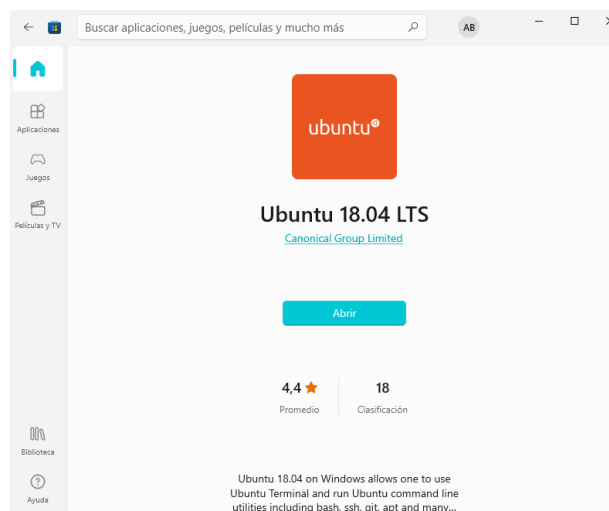 Buscar aplicaciones, juegos, películas y mucho más
AB
Aplicaciones
Juegos
Películas y TV
ubuntu
Ubuntu 18.04 LTS
Canonical Group Limited
Abrir
4,4
18
Promedio
Clasificación
Biblioteca
Ayuda
Ubuntu 18.04 on Windows allows one to use
Ubuntu Terminal and run Ubuntu command line
utilities including bash, ssh, git, apt and many...